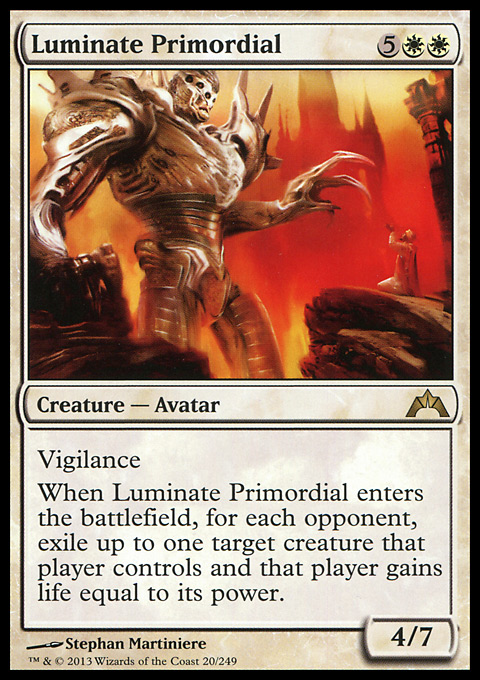 Luminate Primordial 5
Creature — Avatar
Vigilance
When Luminate Primordial enters
the battlefield, for each opponent,
exile up to one target creature that
player controls and that player gains
life equal to its power.
Stephan Martiniere
4/7
™ & © 2013 Wizards of the Coast 20/249